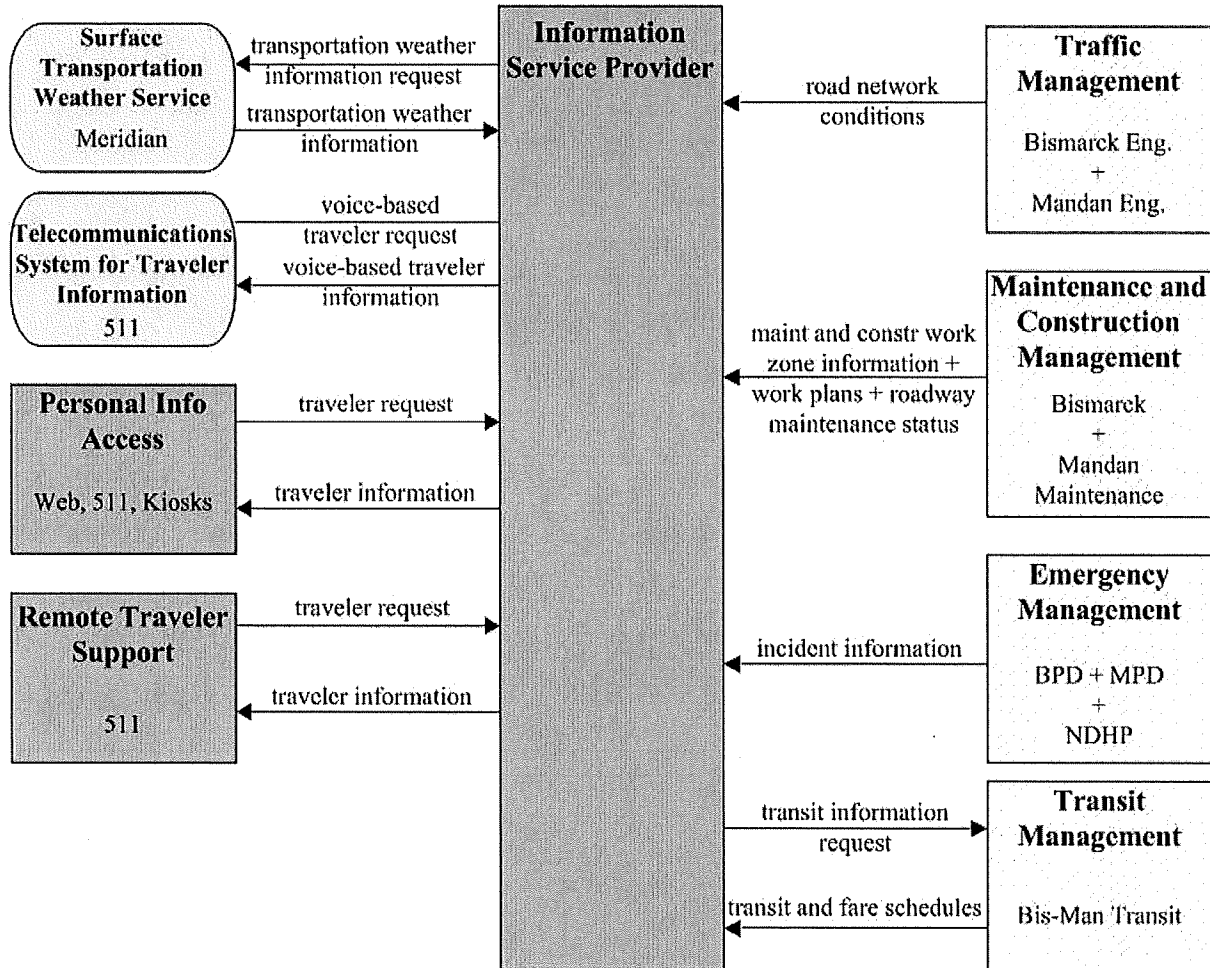 Surface
Transportation
Weather Service
Meridian
transportation weather
information request
transportation weather
information
Telecommunications
System for Traveler
Information
511
voice-based
traveler request
voice-based traveler
information
Personal Info
Access
Web, 511, Kiosks
traveler request
traveler information
Remote Traveler
Support
511
traveler request
traveler information
Information
Service Provider
road network
conditions
Traffic
Management
Bismarck Eng.
+
Mandan Eng.
maint and constr work
zone information +
work plans + roadway
maintenance status
Maintenance and
Construction
Management
Bismarck
+
Mandan
Maintenance
incident information
Emergency
Management
BPD + MPD
+
NDHP
transit information
request
transit and fare schedules
Transit
Management
Bis-Man Transit